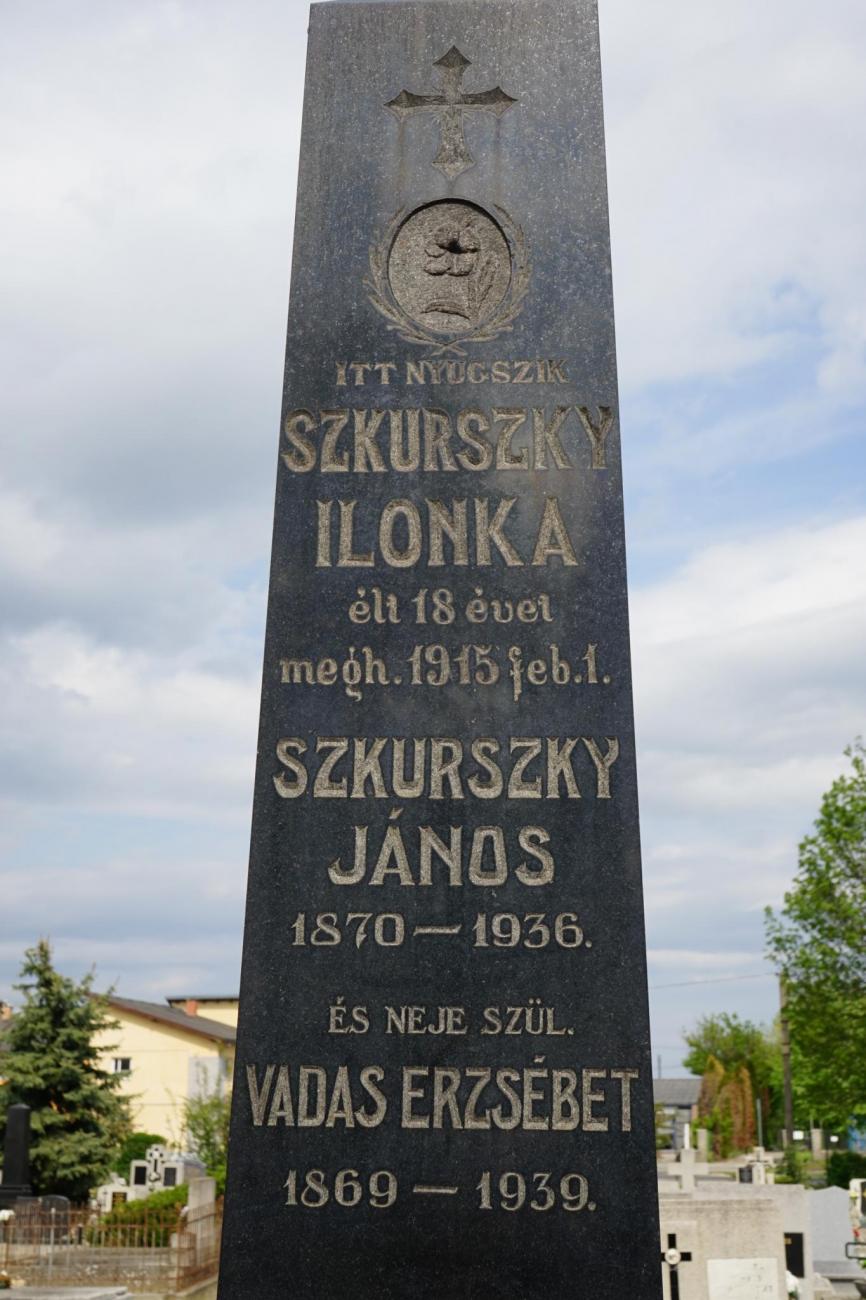 ITT NYUGSZIK
SZKURSZKY
ILONKA
élt 18 évet
megh. 1915 feb. 1.
SZKURSZKY
JÁNOS
1870 — 1936.
ÉS NEJE SZÜL.
VADAS ERZSÉBET
1869 — 1939.